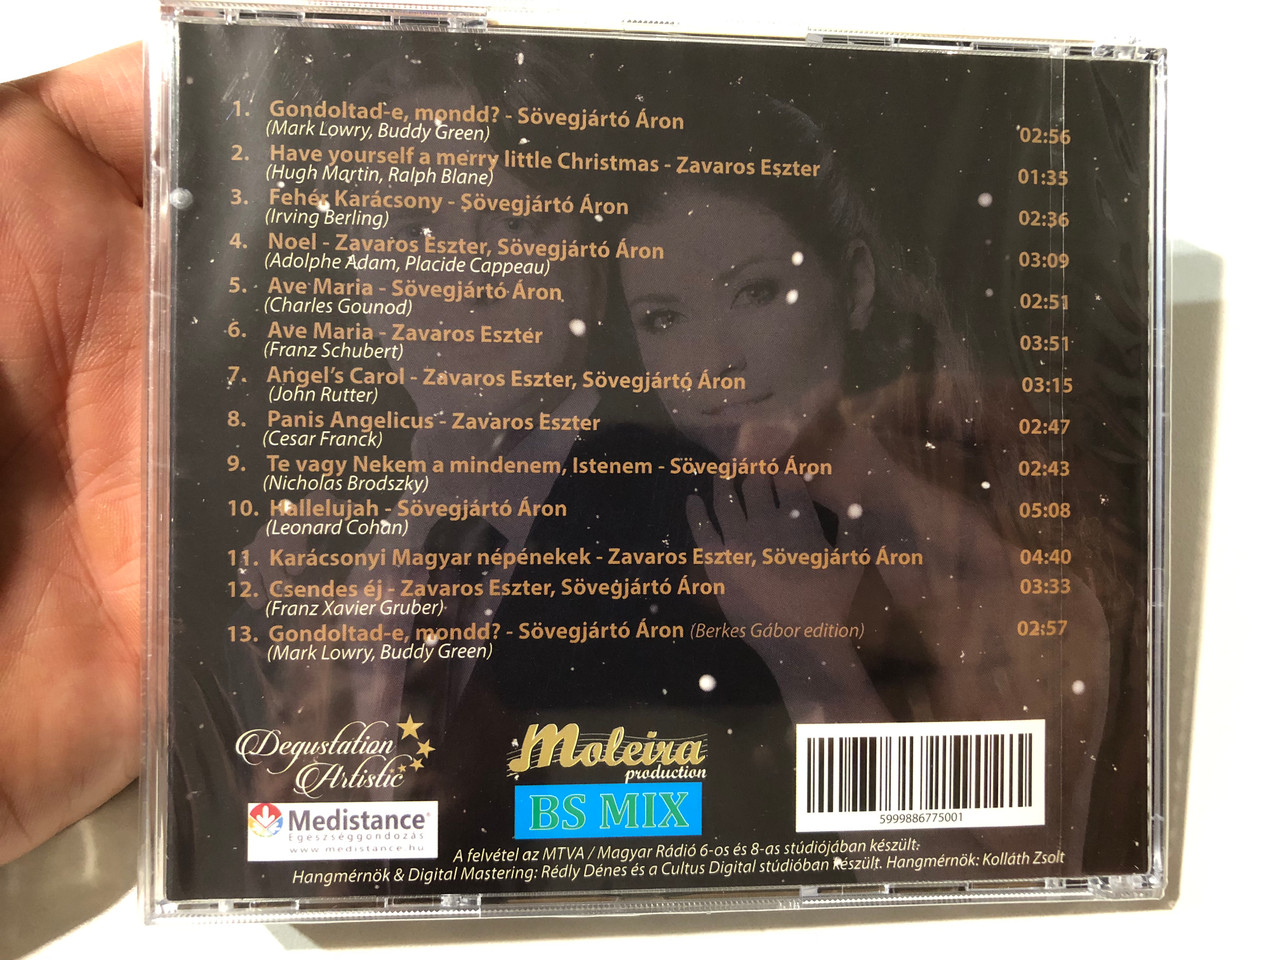 1. Gondoltad-e, mondd? - Sövegjártó Áron
(Mark Lowry, Buddy Green) 02:56
2. Have yourself a merry little Christmas - Zavaros Eszter
(Hugh Martin, Ralph Blane) 01:35
3. Fehér Karácsony - Sövegjártó Áron
(Irving Berling) 02:36
4. Noel - Zavaros Eszter, Sövegjártó Áron
(Adolphe Adam, Placide Cappeau) 03:09
5. Ave Maria - Sövegjártó Áron
(Charles Gounod) 02:51
6. Ave Maria - Zavaros Eszter
(Franz Schubert) 03:51
7. Angel's Carol - Zavaros Eszter, Sövegjártó Áron 03:15
(John Rutter)
8. Panis Angelicus - Zavaros Eszter 02:47
(Cesar Franck)
9. Te vagy Nekem a mindenem, Istenem - Sövegjártó Áron 02:43
(Nicholas Brodszky)
10. Hallelujah - Sövegjártó Áron 05:08
(Leonard Cohan)
11. Karácsonyi Magyar népénekek - Zavaros Eszter, Sövegjártó Áron 04:40
12. Csendes éj - Zavaros Eszter, Sövegjártó Áron 03:33
(Franz Xavier Gruber)
13. Gondoltad-e, mondd? - Sövegjártó Áron (Berkes Gábor edition) 02:57
(Mark Lowry, Buddy Green)
Degustation
Artistic
Moleira
production
BS MIX
Medistance®
Egészséggondozás
www.medistance.hu
5999886775001
A felvétel az MTVA / Magyar Rádió 6-os és 8-as stúdiójában készült.
Hangmérnök & Digital Mastering: Rédly Dénes és a Cultus Digital stúdióban készült. Hangmérnök: Kolláth Zsolt